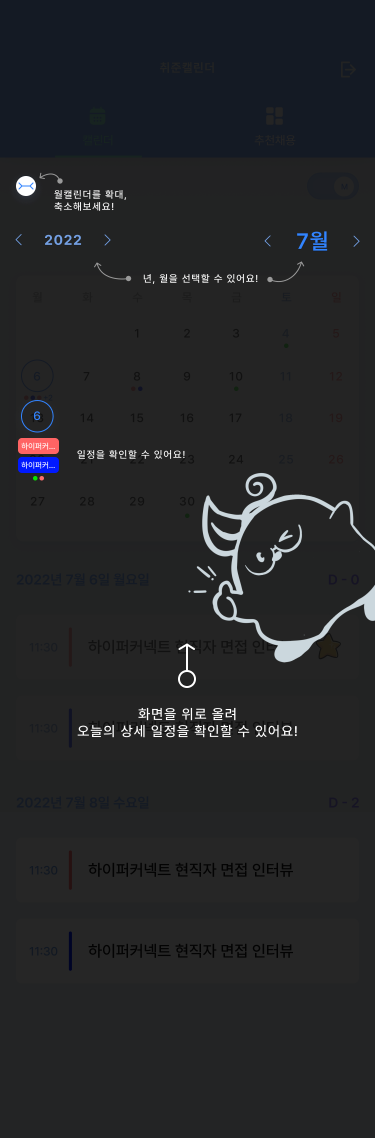 취준캘린더
캘린더
추천채용
월캘린더를 확대,
축소해보세요!
2022
7월
년, 월을 선택할 수 있어요!
월 화 수 목 금 토 일
1 2 3 4 5
6 7 8 9 10 11 12
6
14 15 16 17 18 19
하이퍼커...
하이퍼커...
일정을 확인할 수 있어요!
23 24 25 26
27 28 29 30
2022년 7월 6일 월요일 D - 0
11:30 하이퍼커넥트 현직자 면접 인터뷰
화면을 위로 올려
오늘의 상세 일정을 확인할 수 있어요!
11:30
2022년 7월 8일 수요일 D - 2
11:30 하이퍼커넥트 현직자 면접 인터뷰
11:30 하이퍼커넥트 현직자 면접 인터뷰